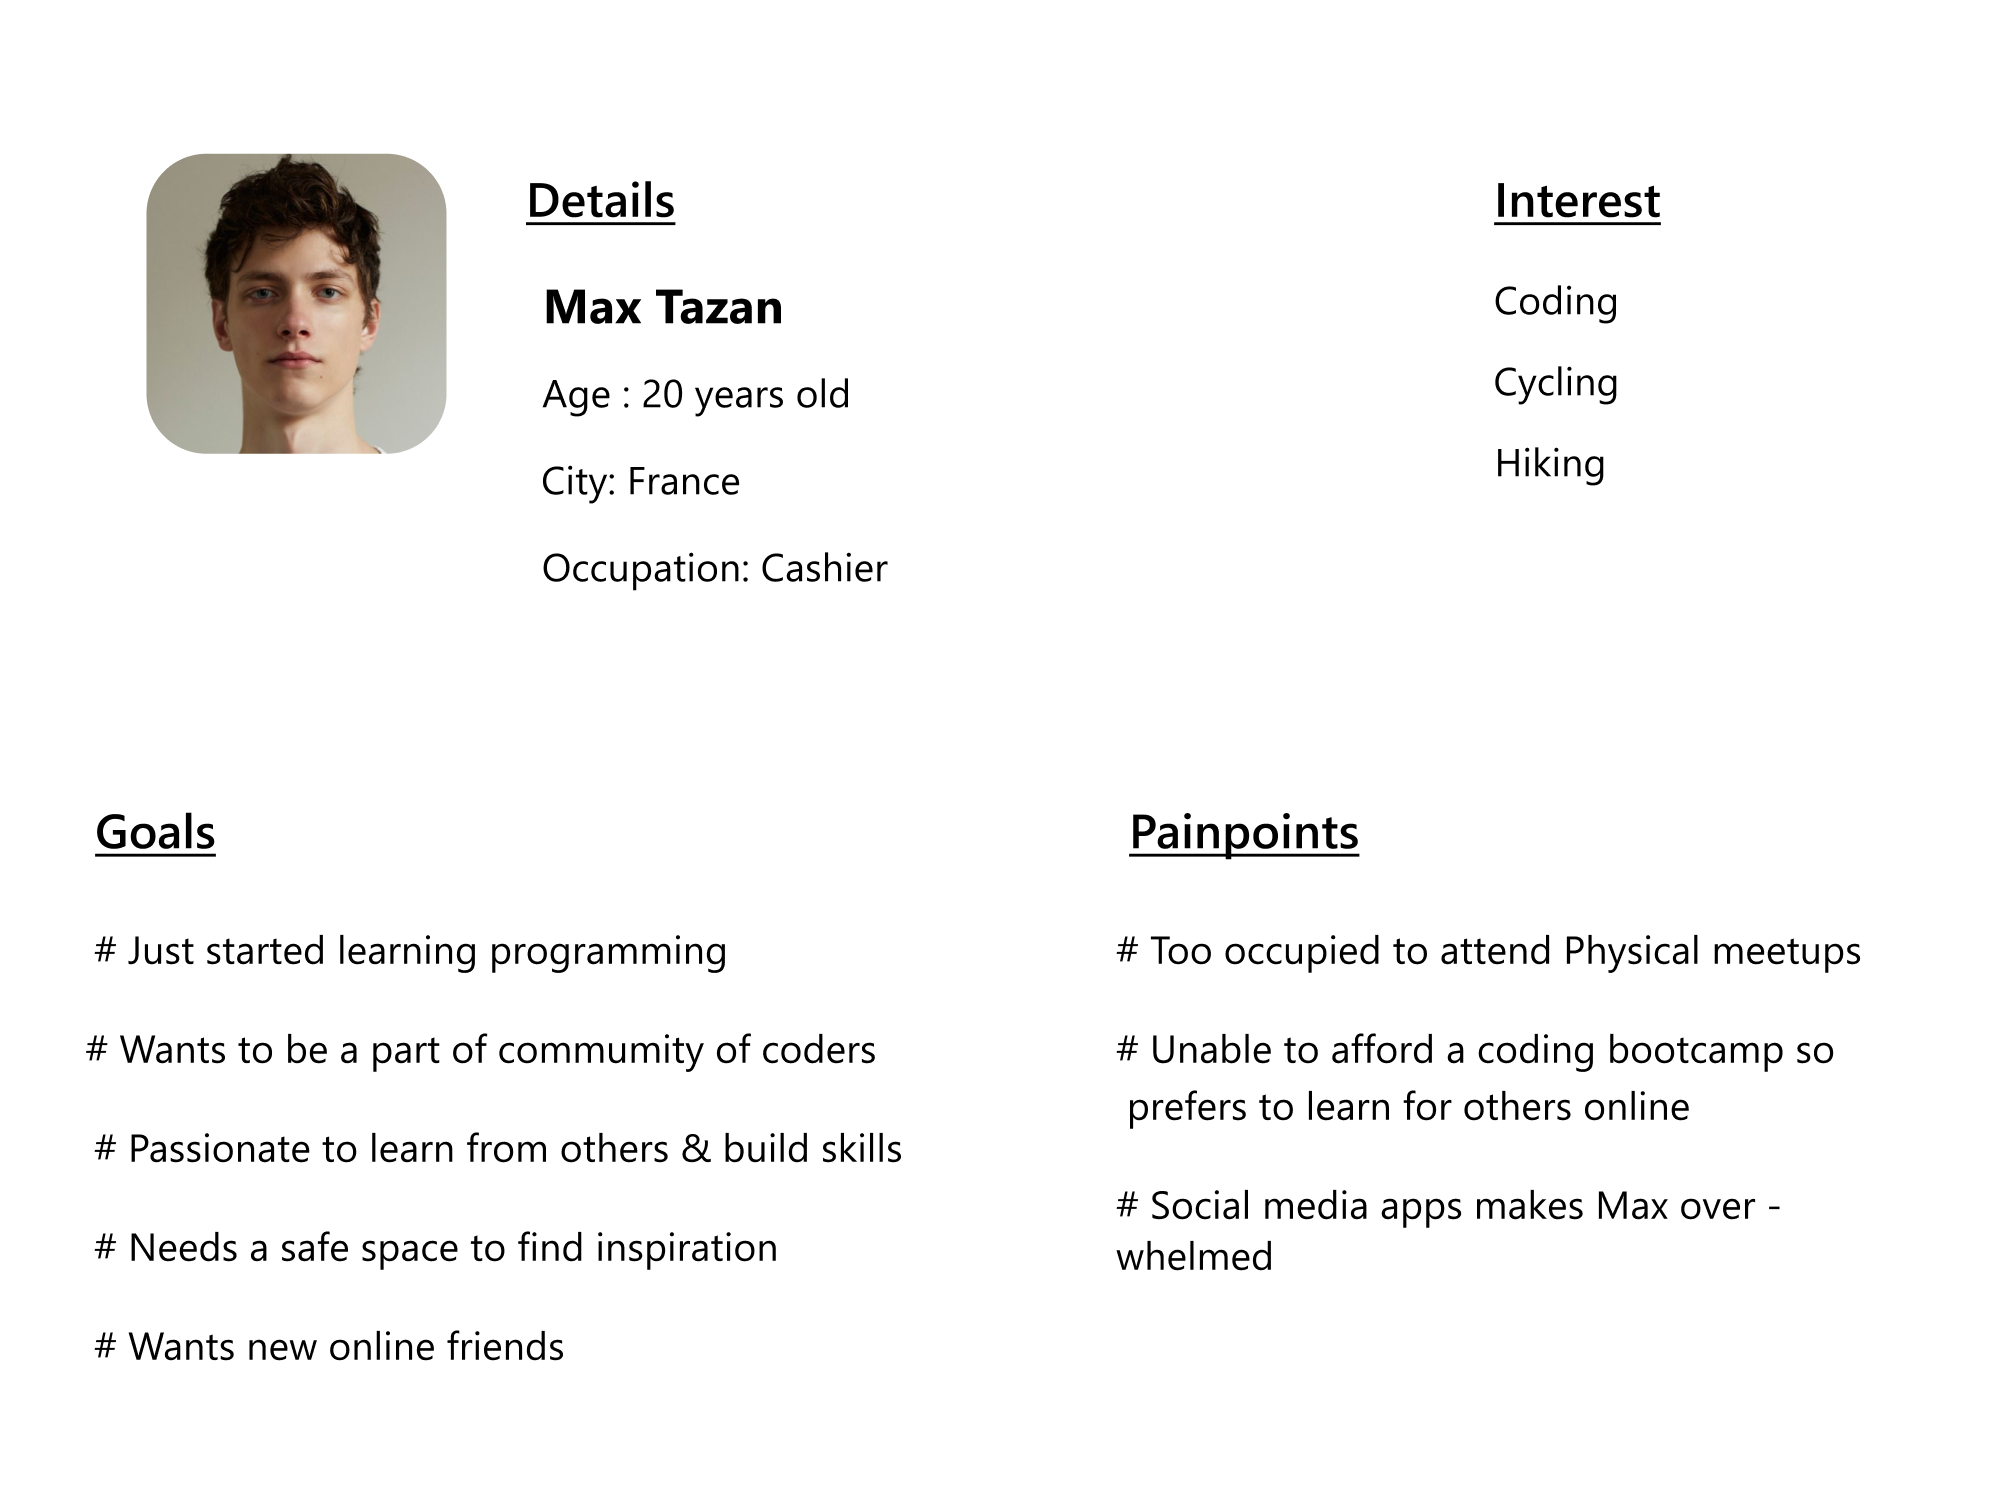 Details
Max Tazan
Age : 20 years old
City: France
Occupation: Cashier
Interest
Coding
Cycling
Hiking
Goals
# Just started learning programming
# Wants to be a part of commumity of coders
# Passionate to learn from others & build skills
# Needs a safe space to find inspiration
# Wants new online friends
Painpoints
# Too occupied to attend Physical meetups
# Unable to afford a coding bootcamp so
prefers to learn for others online
# Social media apps makes Max over -
whelmed